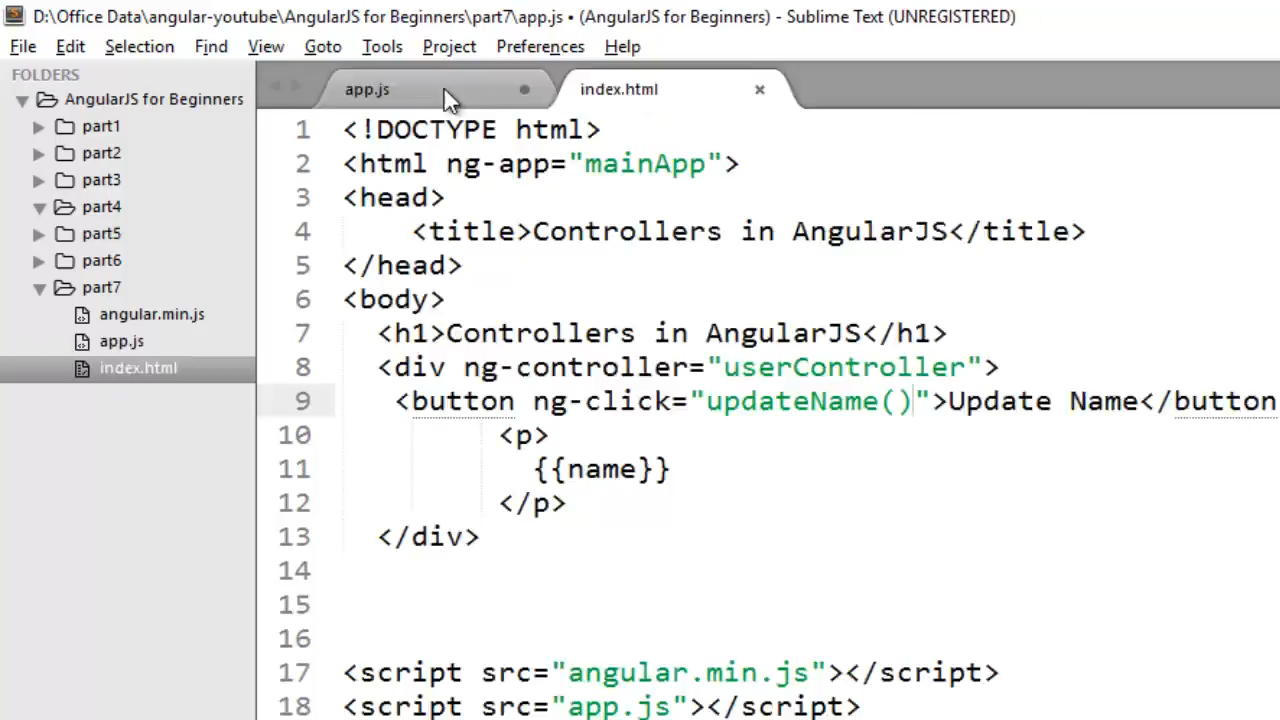 D:\Office Data\angular-youtube\AngularJS for Beginners\part7\app.js • (AngularJS for Beginners) - Sublime Text (UNREGISTERED)
File Edit Selection Find View Goto Tools Project Preferences Help
FOLDERS
AngularJS for Beginners
part1
part2
part3
part4
part5
part6
part7
angular.min.js
app.js
index.html
app.js
index.html
1 <!DOCTYPE html>
2 <html ng-app="mainApp">
3 <head>
4 <title>Controllers in AngularJS</title>
5 </head>
6 <body>
7 <h1>Controllers in AngularJS</h1>
8 <div ng-controller="userController">
9 <button ng-click="updateName()">Update Name</button
10 <p>
11 {{name}}
12 </p>
13 </div>
14
15
16
17 <script src="angular.min.js"></script>
18 <script src="app.js"></script>